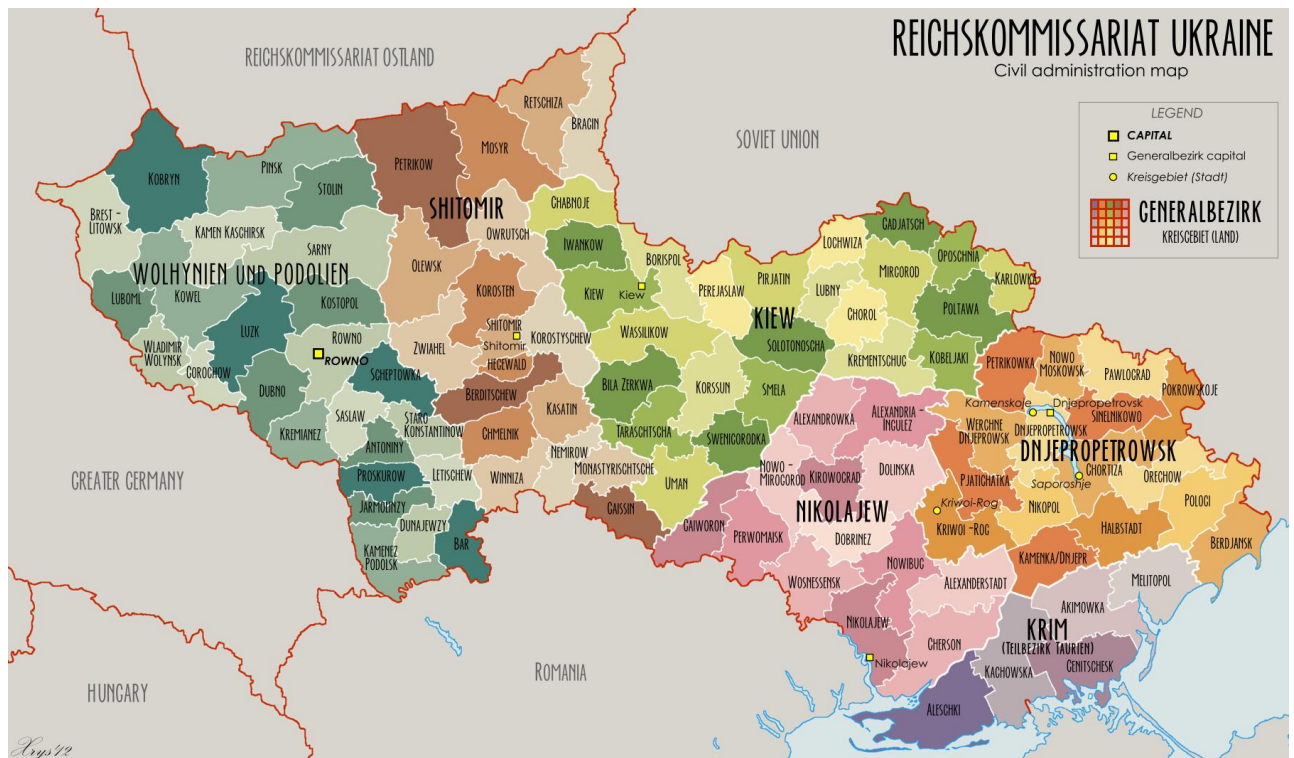 REICHSKOMMISSARIAT UKRAINE
Civil administration map
LEGEND
CAPITAL
Generalbezirk capital
Kreisgebiet (Stadt)
GENERALBEZIRK
KREISGEBIET (LAND)
REICHSKOMMISSARIAT OSTLAND
SOVIET UNION
GREATER GERMANY
HUNGARY
ROMANIA
WOLHYNIEN UND PODOLIEN
KOBRYN
PINSK
STOLIN
BREST -
LITOWSK
KAMEN KASCHIRSK
SARNY
LUBOML
KOWEL
KOSTOPOL
LUZK
WLADIMIR
WOLYNSK
GOROCHOW
ROWNO
ROWNO
DUBNO
SCHEPTOWKA
KREMIANEZ
SASLAW
STARO
KONSTANTINOW
ANTONINY
PROSKUROW
LETISCHEW
JARMOLINZY
DUNAJEWZY
KAMENEZ
PODOLSK
BAR
SHITOMIR
PETRIKOW
MOSYR
RETSCHIZA
BRAGIN
OWRUTSCH
OLEWSK
KOROSTEN
SHITOMIR
Shitomir
KOROSTYSCHEW
ZWIAHEL
HEGEWALD
BERDITSCHEW
KASATIN
CHMELNIK
WINNIZA
NEMIROW
MONASTYRISCHTSCHE
GAISSIN
KIEW
CHABNOJE
IWANKOW
BORISPOL
KIEW
Kiew
PEREJASLAW
PIRJATIN
LOCHWIZA
GADJATSCH
LUBNY
MIRGOROD
OPOSCHNIA
KARLOWKA
CHOROL
POLTAWA
WASSILIKOW
SOLOTONOSCHA
KREMENTSCHUG
KOBELJAKI
BILA ZERKWA
KORSSUN
SMELA
TARASCHTSCHA
SWENIGORODKA
UMAN
NIKOLAJEW
ALEXANDROWKA
ALEXANDRIA -
INGULEZ
NOWO -
MIROGOROD
KIROWOGRAD
DOLINSKA
GAIWORON
PERWOMAISK
DOBRINEZ
WOSNESSENSK
NOWIBUG
ALEXANDERSTADT
NIKOLAJEW
Nikolajew
CHERSON
DNJEPROPETROWSK
PETRIKOWKA
NOWO
MOSKOWSK
PAWLOGRAD
POKROWSKOJE
Kamenskoje
Dnjepropetrovsk
SINELNIKOWO
WERCHNE
DNJEPROWSK
DNJEPROPETROWSK
CHORTIZA
Saporoshje
ORECHOW
PJATICHATKA
Kriwoi-Rog
KRIWOI -ROG
NIKOPOL
POLOGI
HALBSTADT
BERDJANSK
KAMENKA/DNJEPR
KRIM
(TEILBEZIRK TAURIEN)
MELITOPOL
AKIMOWKA
KACHOWSKA
GENITSCHESK
ALESCHKI
Xrys'42